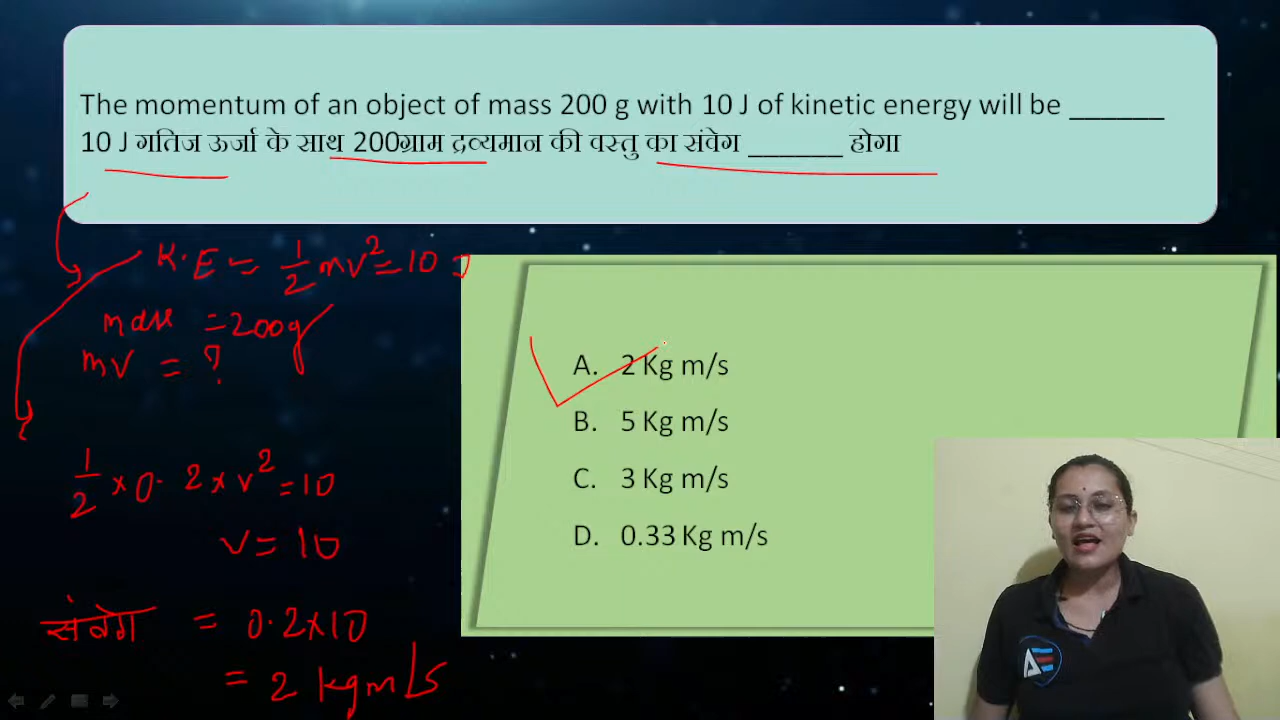 The momentum of an object of mass 200 g with 10 J of kinetic energy will be ______
10 J गतिज ऊर्जा के साथ 200ग्राम द्रव्यमान की वस्तु का संवेग ______ होगा
K.E = 1/2 mv² = 10 J
mass = 200g
mv = ?
1/2 × 0.2 × v² = 10
v = 10
संवेग = 0.2×10
= 2 kgm/s
A. 2 Kg m/s
B. 5 Kg m/s
C. 3 Kg m/s
D. 0.33 Kg m/s